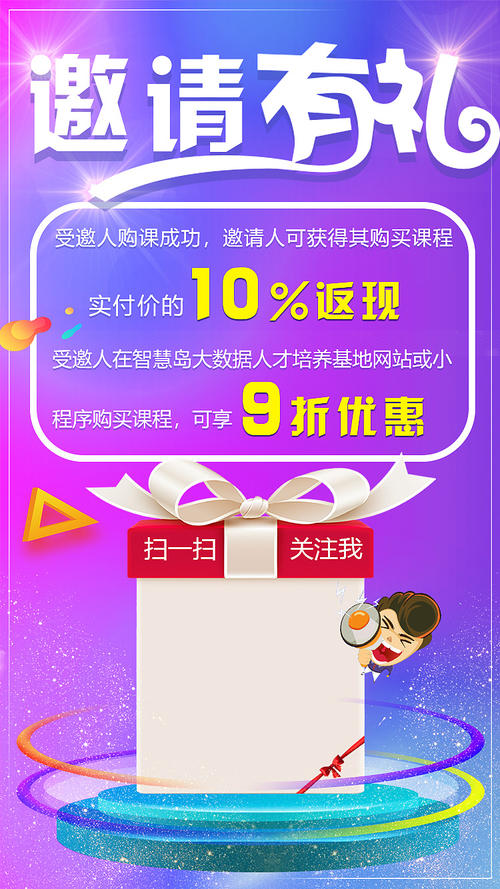 邀请有礼
受邀人购课成功，邀请人可获得其购买课程
实付价的10%返现
受邀人在智慧岛大数据人才培养基地网站或小
程序购买课程，可享9折优惠
扫一扫 关注我